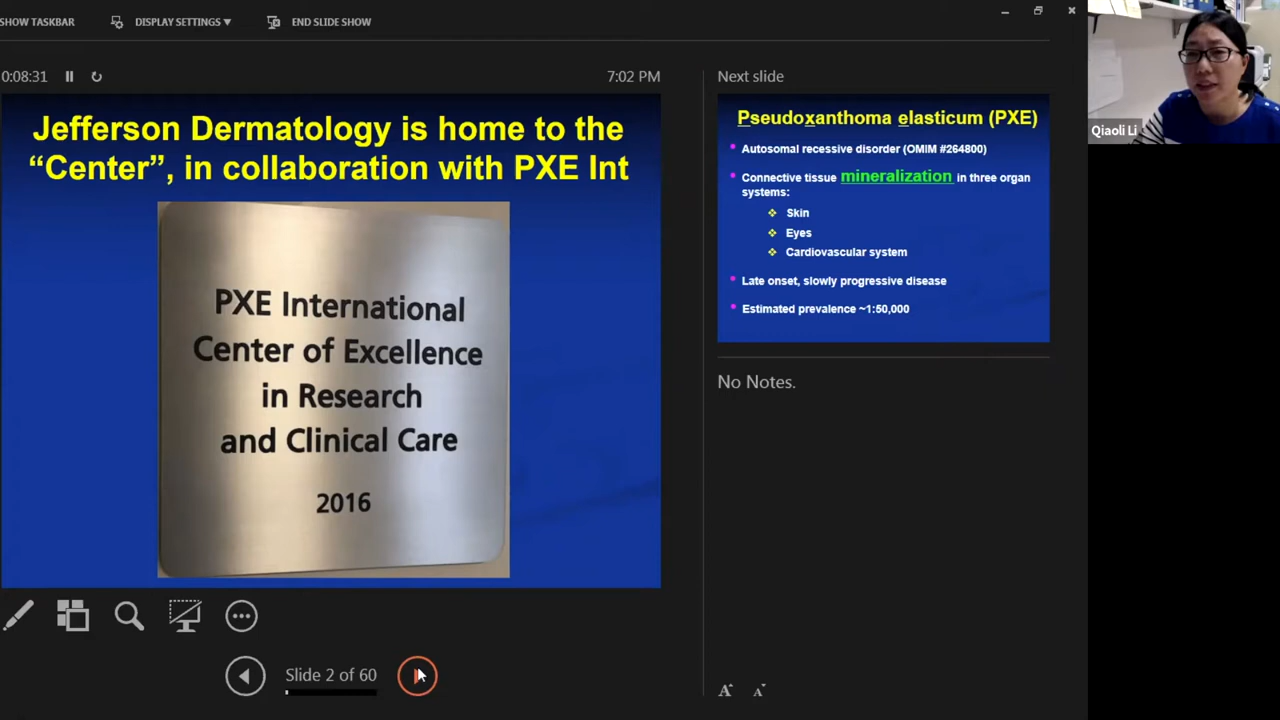 SHOW TASKBAR
DISPLAY SETTINGS ▼
END SLIDE SHOW
0:08:31
7:02 PM
Jefferson Dermatology is home to the
“Center”, in collaboration with PXE Int
PXE International
Center of Excellence
in Research
and Clinical Care
2016
Slide 2 of 60
Next slide
Pseudoxanthoma elasticum (PXE)
Autosomal recessive disorder (OMIM #264800)
Connective tissue mineralization in three organ
systems:
Skin
Eyes
Cardiovascular system
Late onset, slowly progressive disease
Estimated prevalence ~1:50,000
No Notes.
A A
Qiaoli Li